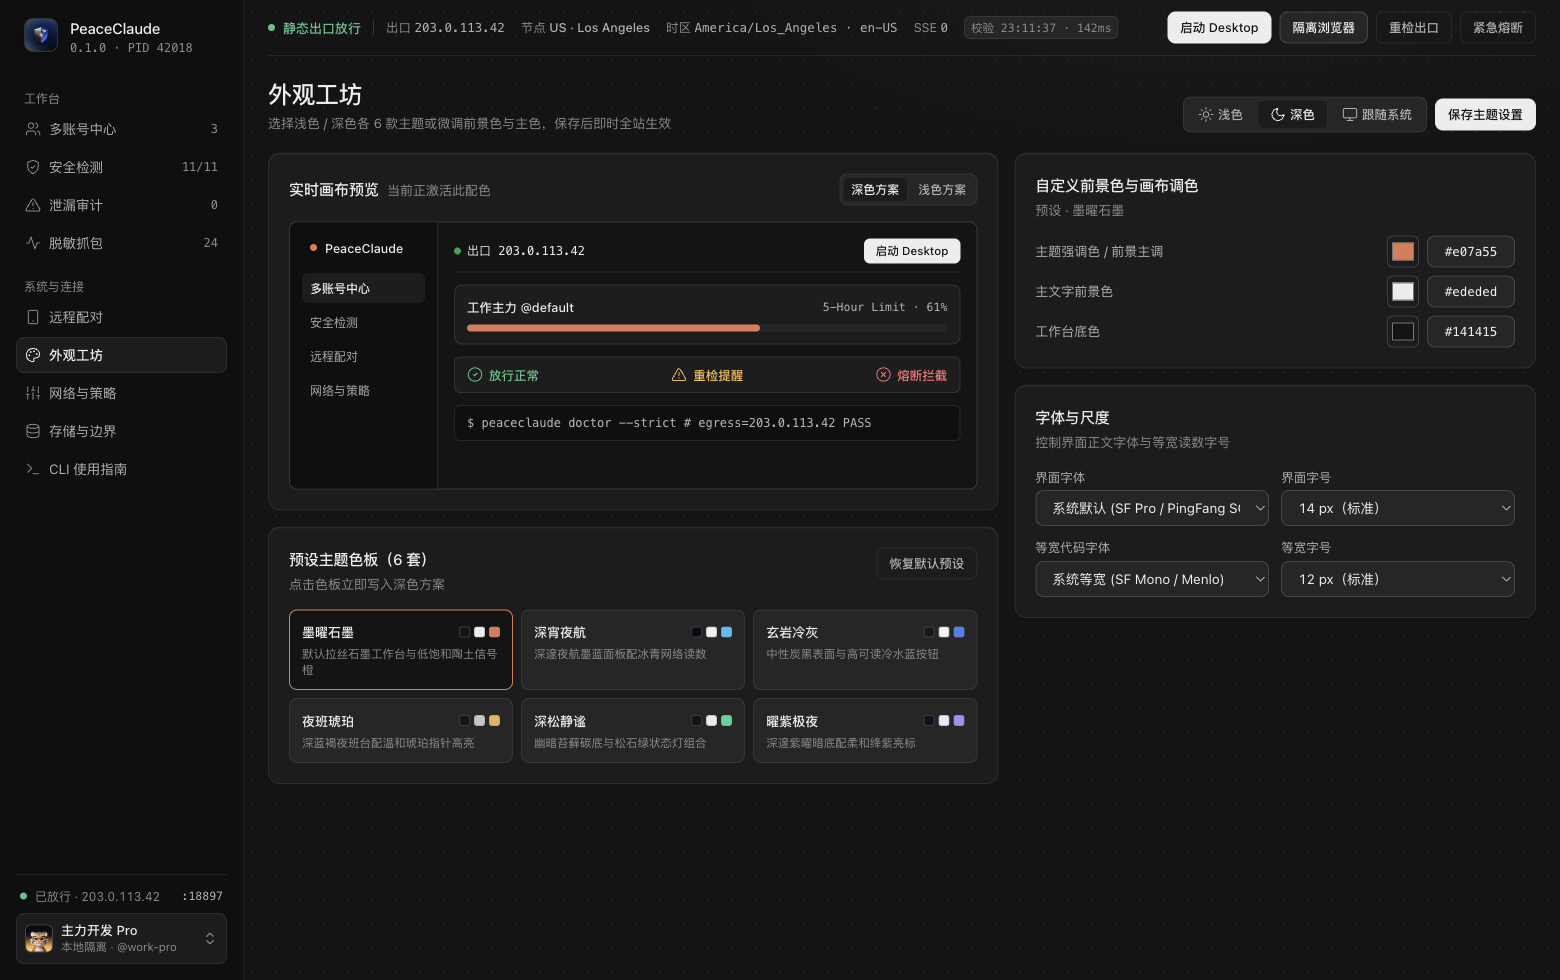 PeaceClaude
0.1.0 · PID 42018
工作台
多账号中心 3
安全检测 11/11
泄漏审计 0
脱敏抓包 24
系统与连接
远程配对
外观工坊
网络与策略
存储与边界
CLI 使用指南
已放行 · 203.0.113.42 :18897
主力开发 Pro
本地隔离 · @work-pro
静态出口放行 出口 203.0.113.42 节点 US · Los Angeles 时区 America/Los_Angeles · en-US SSE 0 校验 23:11:37 · 142ms 启动 Desktop 隔离浏览器 重检出口 紧急熔断
外观工坊
选择浅色 / 深色各 6 款主题或微调前景色与主色，保存后即时全站生效
浅色 深色 跟随系统 保存主题设置
实时画布预览 当前正激活此配色 深色方案 浅色方案
PeaceClaude
多账号中心
安全检测
远程配对
网络与策略
出口 203.0.113.42 启动 Desktop
工作主力 @default 5-Hour Limit · 61%
放行正常 重检提醒 熔断拦截
$ peaceclaude doctor --strict # egress=203.0.113.42 PASS
预设主题色板（6 套）
点击色板立即写入深色方案
恢复默认预设
墨曜石墨
默认拉丝石墨工作台与低饱和陶土信号
橙
深宵夜航
深邃夜航墨蓝面板配冰青网络读数
玄岩冷灰
中性炭黑表面与高可读冷水蓝按钮
夜班琥珀
深蓝褐夜班台配温和琥珀指针高亮
深松静谧
幽暗苔藓碳底与松石绿状态灯组合
曜紫极夜
深邃紫曜暗底配柔和绛紫亮标
自定义前景色与画布调色
预设 · 墨曜石墨
主题强调色 / 前景主调 #e07a55
主文字前景色 #ededed
工作台底色 #141415
字体与尺度
控制界面正文字体与等宽读数字号
界面字体 界面字号
系统默认 (SF Pro / PingFang SC 14 px（标准）
等宽代码字体 等宽字号
系统等宽 (SF Mono / Menlo) 12 px（标准）